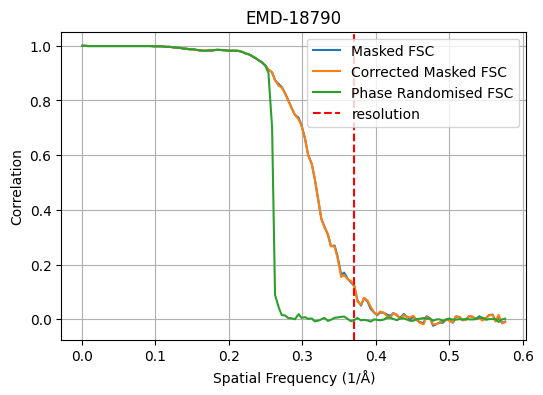 EMD-18790
Masked FSC
Corrected Masked FSC
Phase Randomised FSC
resolution
Correlation
1.0
0.8
0.6
0.4
0.2
0.0
0.0 0.1 0.2 0.3 0.4 0.5 0.6
Spatial Frequency (1/Å)